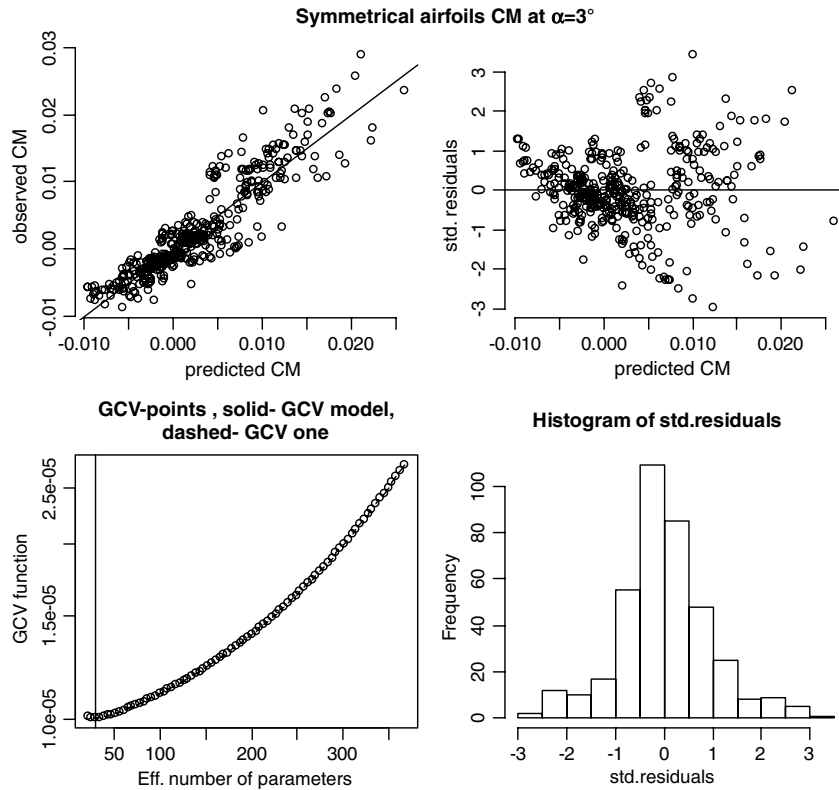 Symmetrical airfoils CM at α=3°
observed CM
0.03
0.02
0.01
0.00
-0.01
-0.010 0.000 0.010 0.020
predicted CM
std. residuals
3
2
1
0
-1
-2
-3
-0.010 0.000 0.010 0.020
predicted CM
GCV-points , solid- GCV model,
dashed- GCV one
GCV function
2.5e-05
1.5e-05
1.0e-05
50 100 200 300
Eff. number of parameters
Histogram of std.residuals
Frequency
100
80
60
40
20
0
-3 -2 -1 0 1 2 3
std.residuals